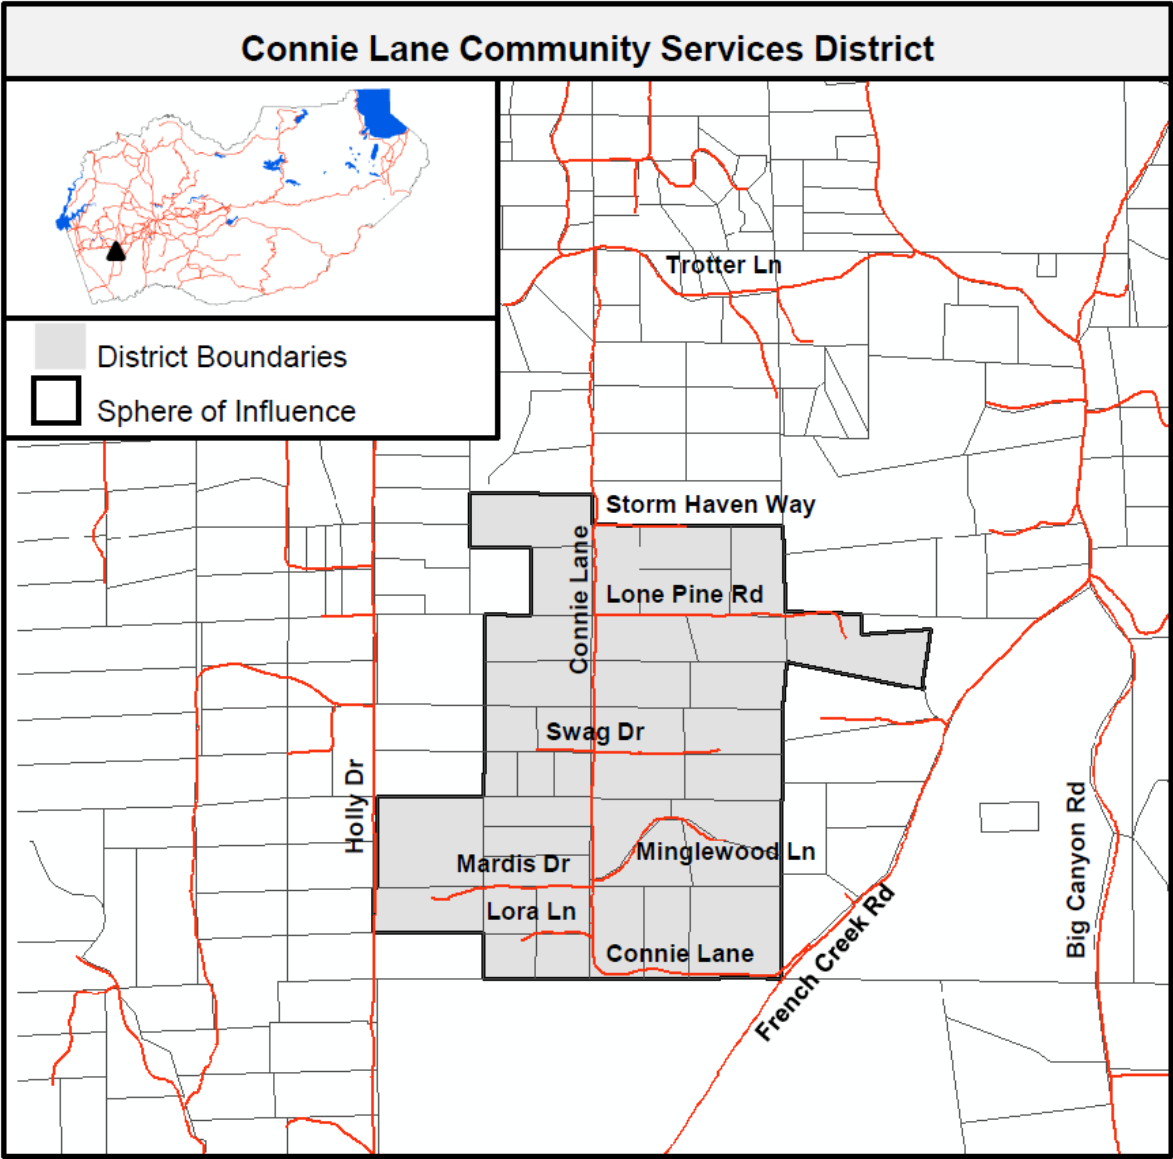 Connie Lane Community Services District
Trotter Ln
District Boundaries
Sphere of Influence
Storm Haven Way
Connie Lane
Lone Pine Rd
Swag Dr
Holly Dr
Minglewood Ln
Mardis Dr
Big Canyon Rd
Lora Ln
Connie Lane
French Creek Rd